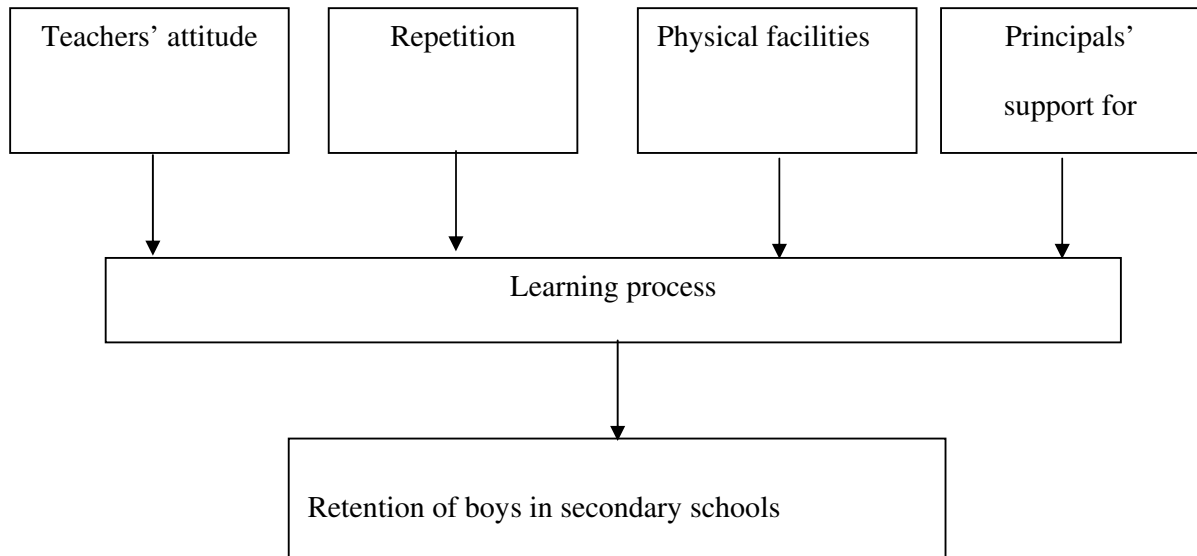 Teachers’ attitude
Repetition
Physical facilities
Principals’
support for
Learning process
Retention of boys in secondary schools